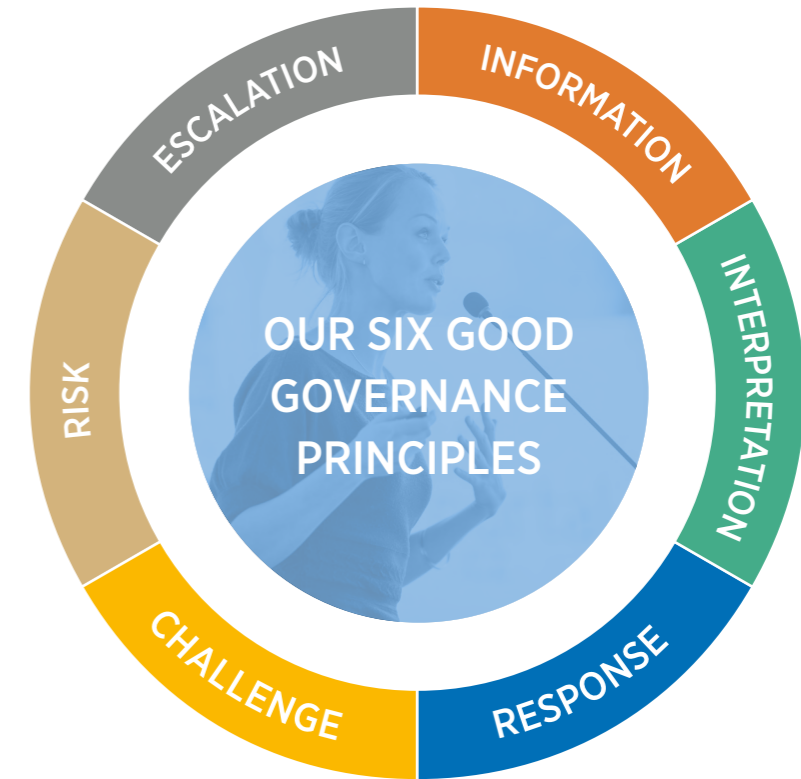 OUR SIX GOOD
GOVERNANCE
PRINCIPLES
INFORMATION
INTERPRETATION
RESPONSE
CHALLENGE
RISK
ESCALATION